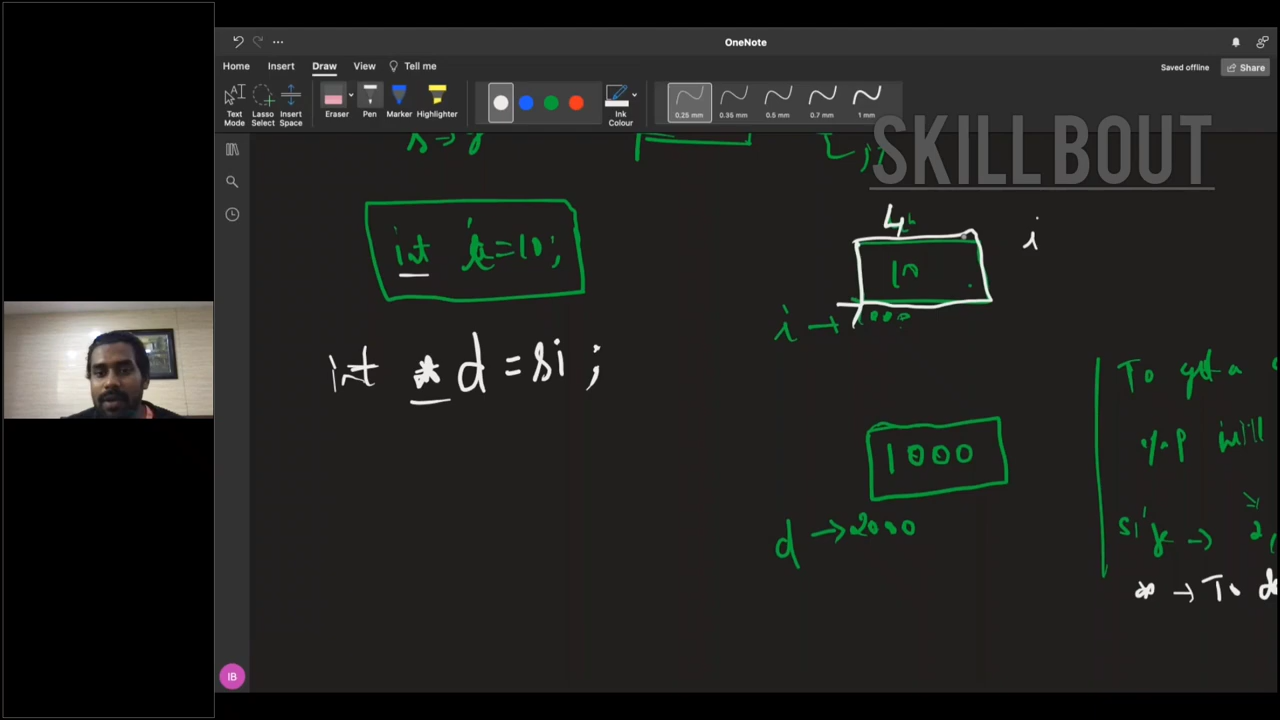 OneNote
Home Insert Draw View Tell me
Saved offline Share
Text Mode
Lasso Select
Insert Space
Eraser
Pen
Marker
Highlighter
Ink Colour
0.25 mm
0.35 mm
0.5 mm
0.7 mm
1 mm
SKILL BOUT
int i=10;
4
10
i
i → 1000
int *d = &i ;
1000
d → 2000
To get a
%p will
size →
* → To
IB